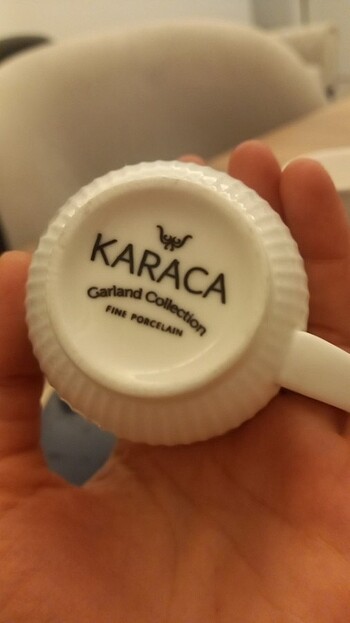 KARACA
Garland Collection
FINE PORCELAIN